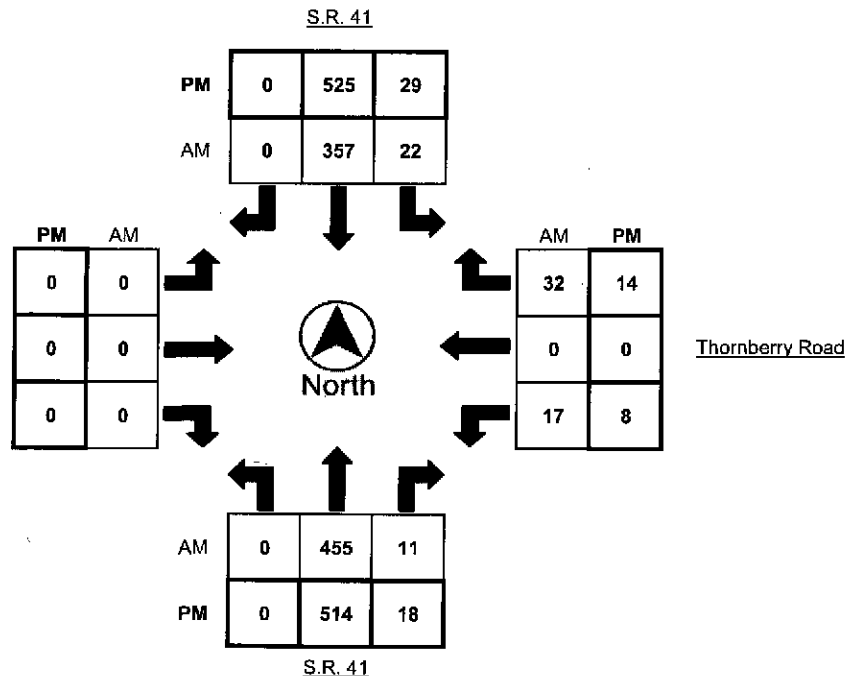 S.R. 41
PM 0 525 29
AM 0 357 22
PM AM
0 0
0 0
0 0
North
AM PM
32 14
0 0
17 8
Thornberry Road
AM 0 455 11
PM 0 514 18
S.R. 41